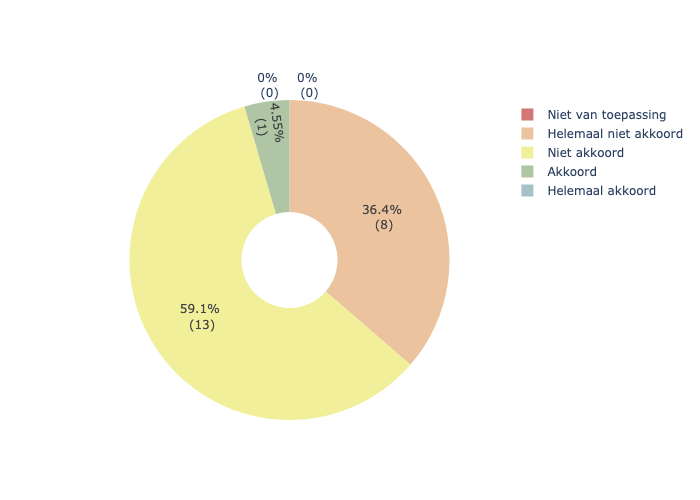 0%
(0)
0%
(0)
4.55%
(1)
36.4%
(8)
59.1%
(13)
Niet van toepassing
Helemaal niet akkoord
Niet akkoord
Akkoord
Helemaal akkoord